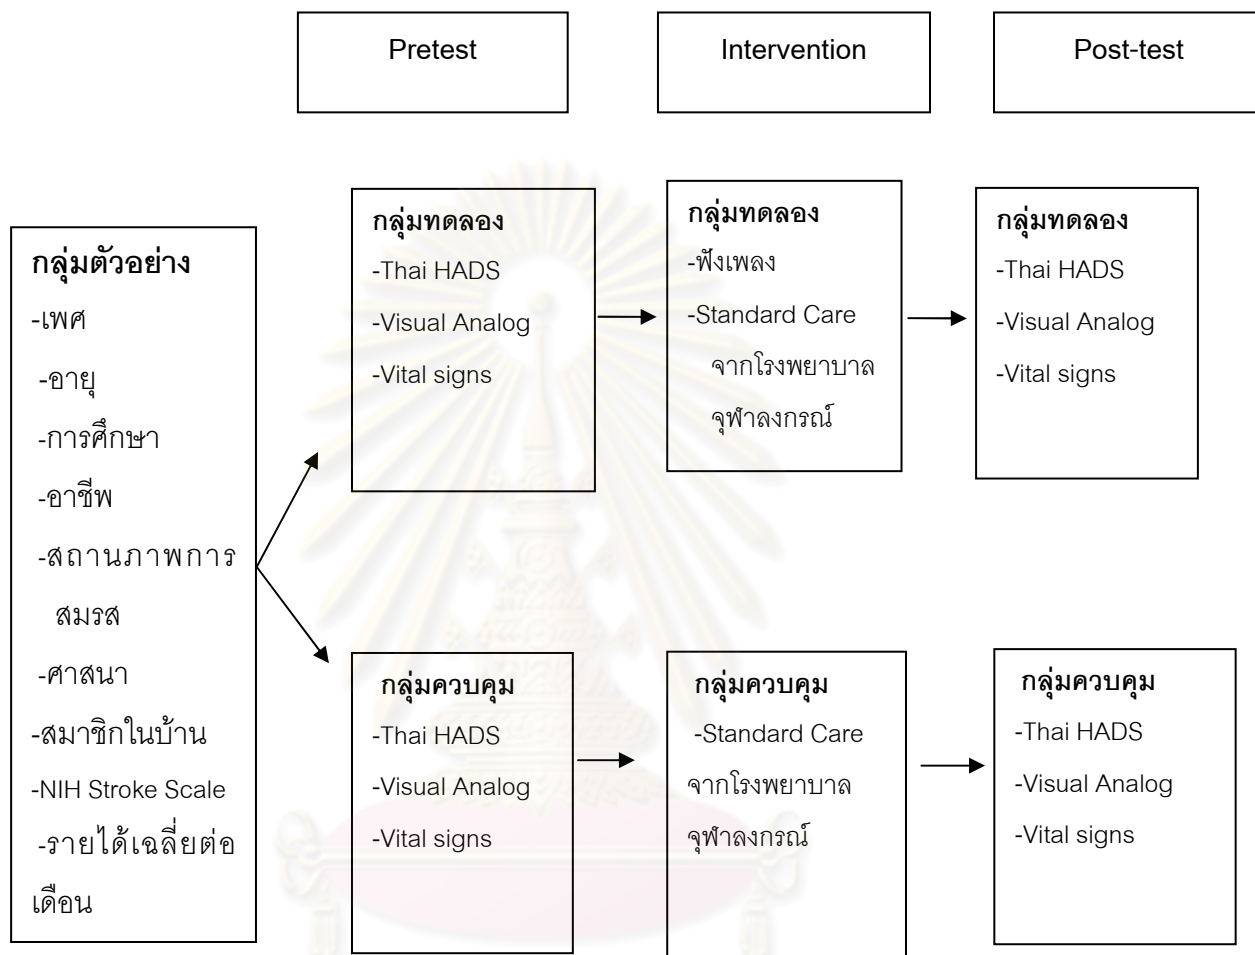 Pretest
Intervention
Post-test
กลุ่มตัวอย่าง
-เพศ
-อายุ
-การศึกษา
-อาชีพ
-สถานภาพการ
สมรส
-ศาสนา
-สมาชิกในบ้าน
-NIH Stroke Scale
-รายได้เฉลี่ยต่อ
เดือน
กลุ่มทดลอง
-Thai HADS
-Visual Analog
-Vital signs
กลุ่มทดลอง
-ฟังเพลง
-Standard Care
จากโรงพยาบาล
จุฬาลงกรณ์
กลุ่มทดลอง
-Thai HADS
-Visual Analog
-Vital signs
กลุ่มควบคุม
-Thai HADS
-Visual Analog
-Vital signs
กลุ่มควบคุม
-Standard Care
จากโรงพยาบาล
จุฬาลงกรณ์
กลุ่มควบคุม
-Thai HADS
-Visual Analog
-Vital signs